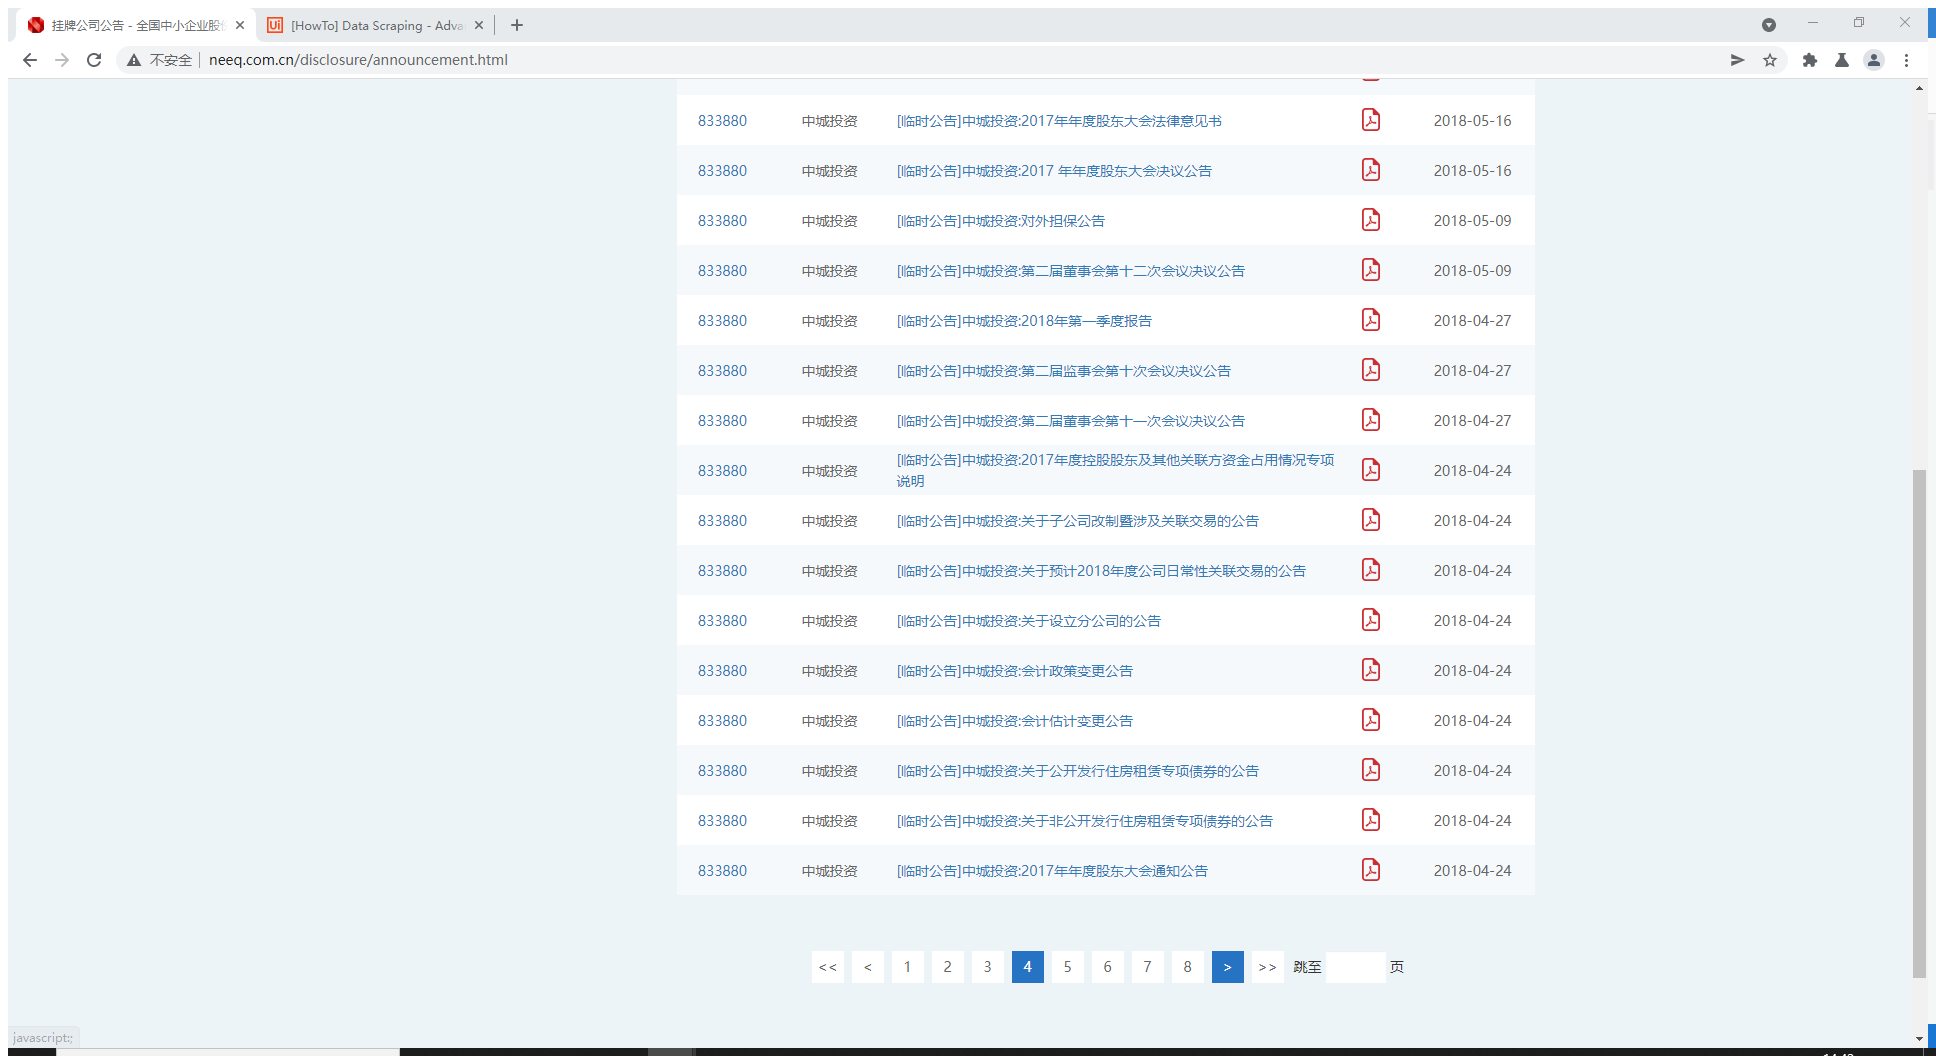 挂牌公司公告 - 全国中小企业股份
[HowTo] Data Scraping - Adva
不安全 neeq.com.cn/disclosure/announcement.html
833880 中城投资 [临时公告]中城投资:2017年年度股东大会法律意见书 2018-05-16
833880 中城投资 [临时公告]中城投资:2017 年年度股东大会决议公告 2018-05-16
833880 中城投资 [临时公告]中城投资:对外担保公告 2018-05-09
833880 中城投资 [临时公告]中城投资:第二届董事会第十二次会议决议公告 2018-05-09
833880 中城投资 [临时公告]中城投资:2018年第一季度报告 2018-04-27
833880 中城投资 [临时公告]中城投资:第二届监事会第十次会议决议公告 2018-04-27
833880 中城投资 [临时公告]中城投资:第二届董事会第十一次会议决议公告 2018-04-27
833880 中城投资 [临时公告]中城投资:2017年度控股股东及其他关联方资金占用情况专项 2018-04-24
说明
833880 中城投资 [临时公告]中城投资:关于子公司改制暨涉及关联交易的公告 2018-04-24
833880 中城投资 [临时公告]中城投资:关于预计2018年度公司日常性关联交易的公告 2018-04-24
833880 中城投资 [临时公告]中城投资:关于设立分公司的公告 2018-04-24
833880 中城投资 [临时公告]中城投资:会计政策变更公告 2018-04-24
833880 中城投资 [临时公告]中城投资:会计估计变更公告 2018-04-24
833880 中城投资 [临时公告]中城投资:关于公开发行住房租赁专项债券的公告 2018-04-24
833880 中城投资 [临时公告]中城投资:关于非公开发行住房租赁专项债券的公告 2018-04-24
833880 中城投资 [临时公告]中城投资:2017年年度股东大会通知公告 2018-04-24
<< < 1 2 3 4 5 6 7 8 > >> 跳至 页
javascript:;